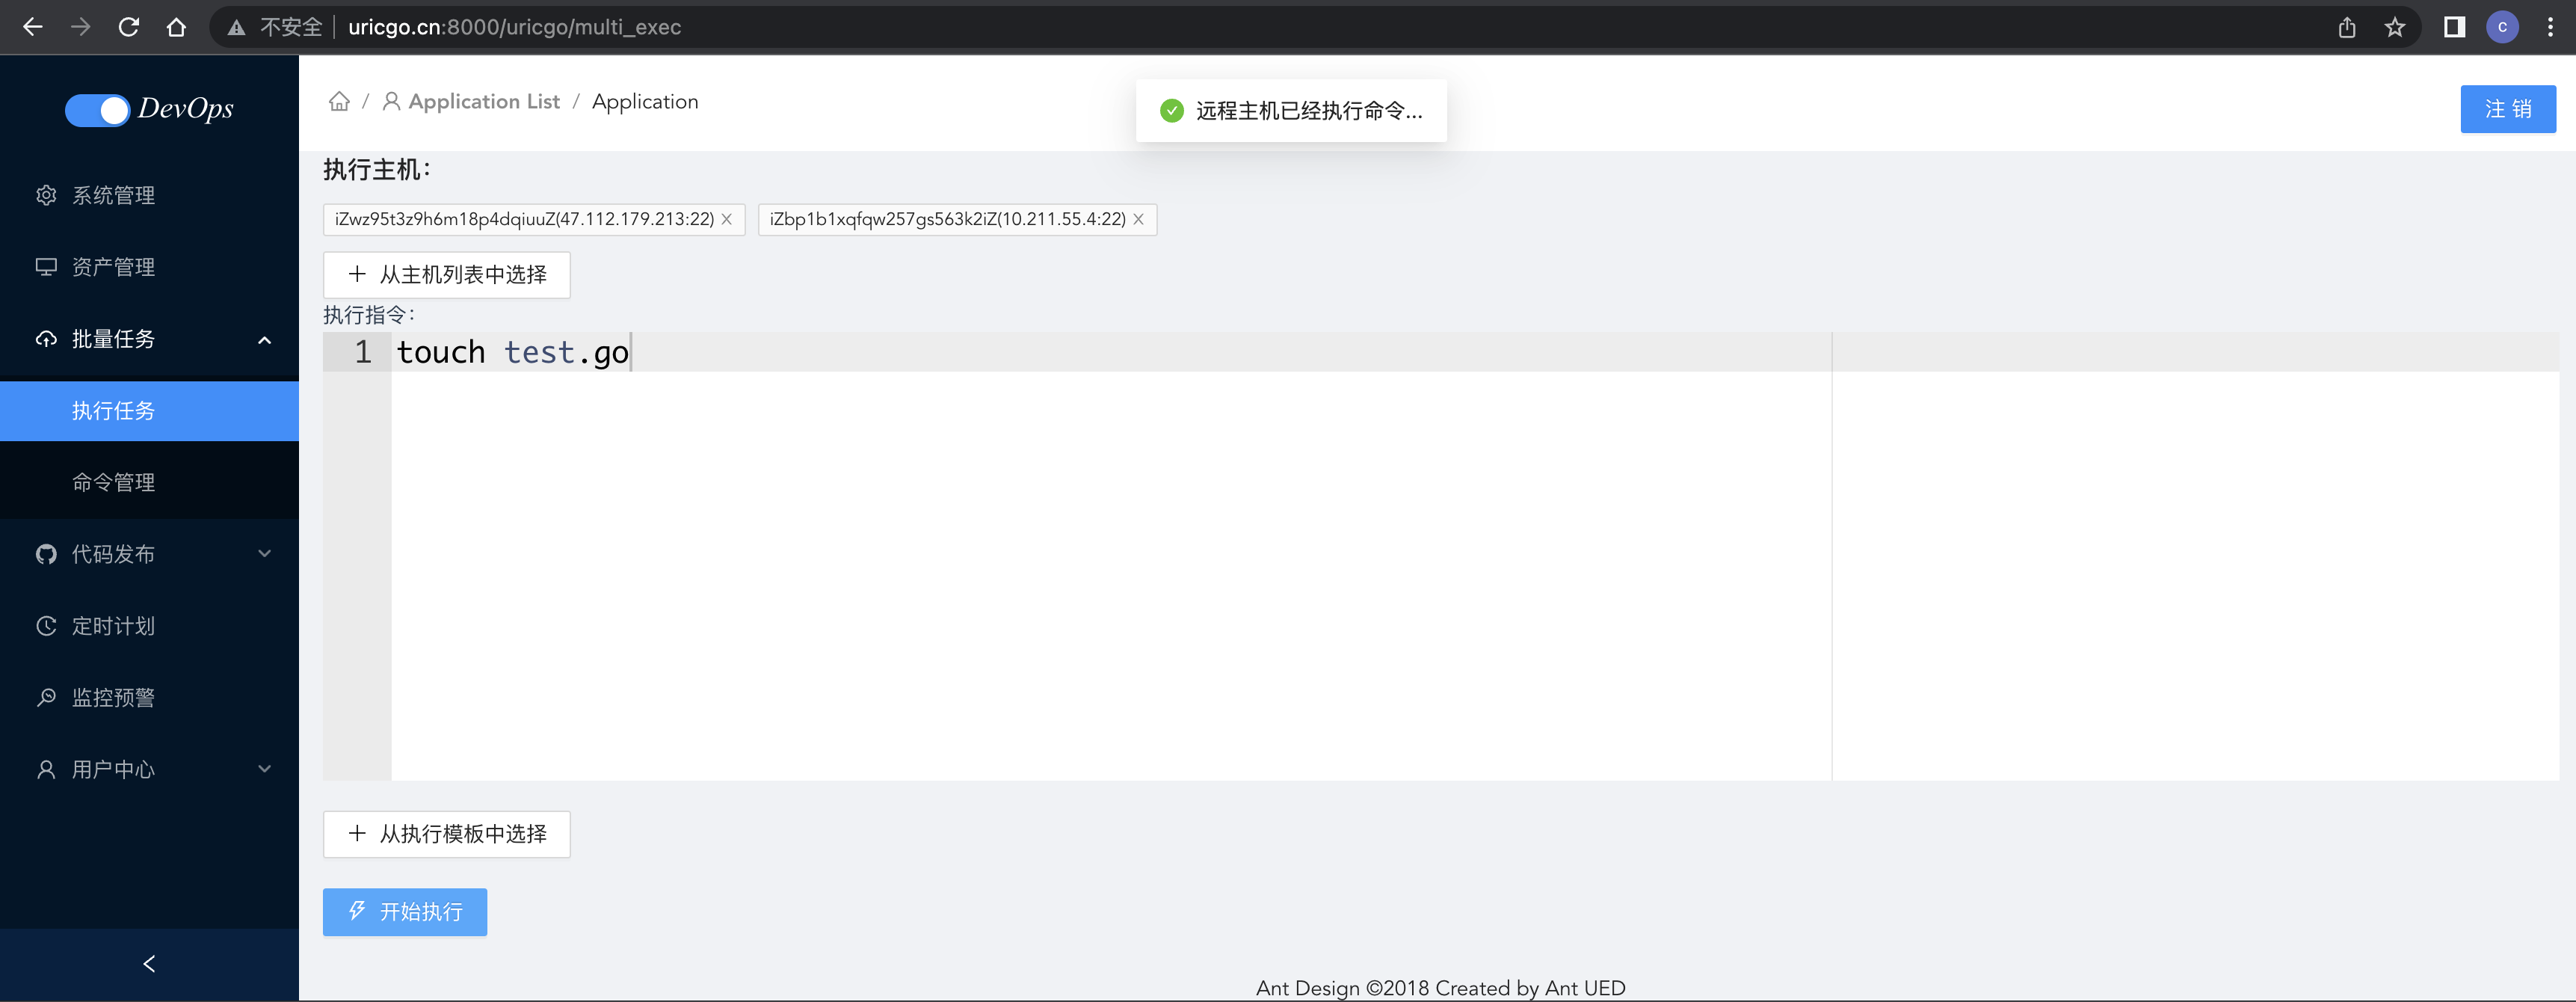 不安全 uricgo.cn:8000/uricgo/multi_exec
C
DevOps
系统管理
资产管理
批量任务
执行任务
命令管理
代码发布
定时计划
监控预警
用户中心
/ Application List / Application
远程主机已经执行命令...
注 销
执行主机：
iZwz95t3z9h6m18p4dqiuuZ(47.112.179.213:22) iZbp1b1xqfqw257gs563k2iZ(10.211.55.4:22)
从主机列表中选择
执行指令：
1 touch test.go
从执行模板中选择
开始执行
Ant Design ©2018 Created by Ant UED